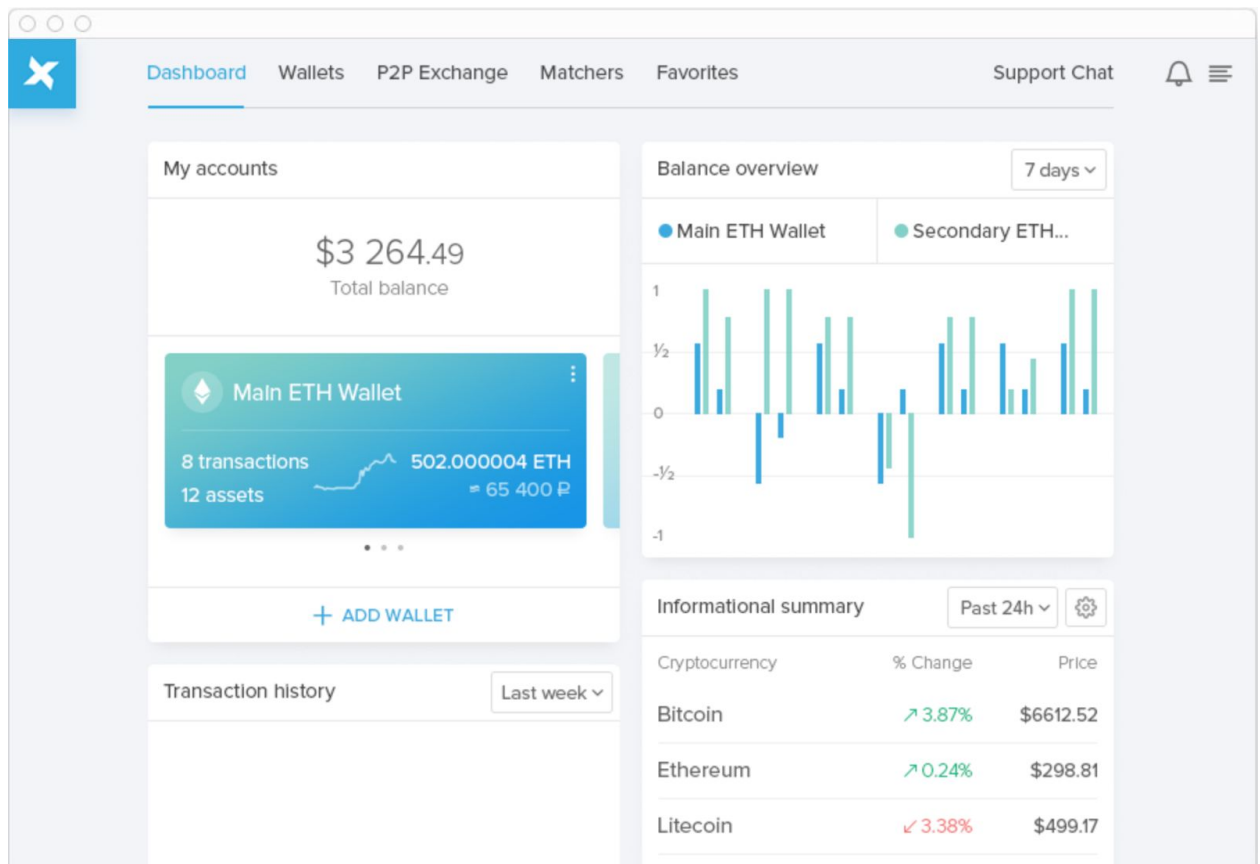 Dashboard Wallets P2P Exchange Matchers Favorites Support Chat
My accounts
$3 264.49
Total balance
Main ETH Wallet
8 transactions 502.000004 ETH
12 assets ≈ 65 400 ₽
ADD WALLET
Transaction history Last week
Balance overview 7 days
Main ETH Wallet Secondary ETH...
1
½
0
-½
-1
Informational summary Past 24h
Cryptocurrency % Change Price
Bitcoin 3.87% $6612.52
Ethereum 0.24% $298.81
Litecoin 3.38% $499.17